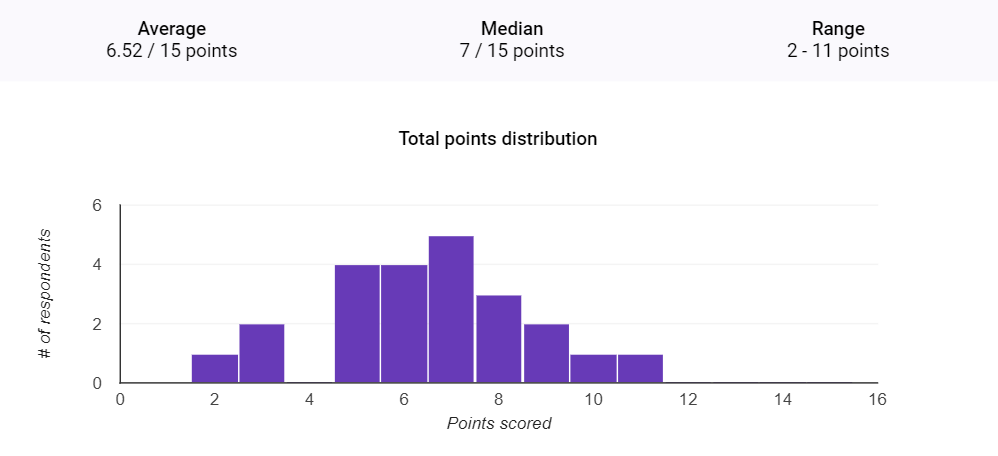 Average
6.52 / 15 points
Median
7 / 15 points
Range
2 - 11 points
Total points distribution
# of respondents
6
4
2
0
0 2 4 6 8 10 12 14 16
Points scored